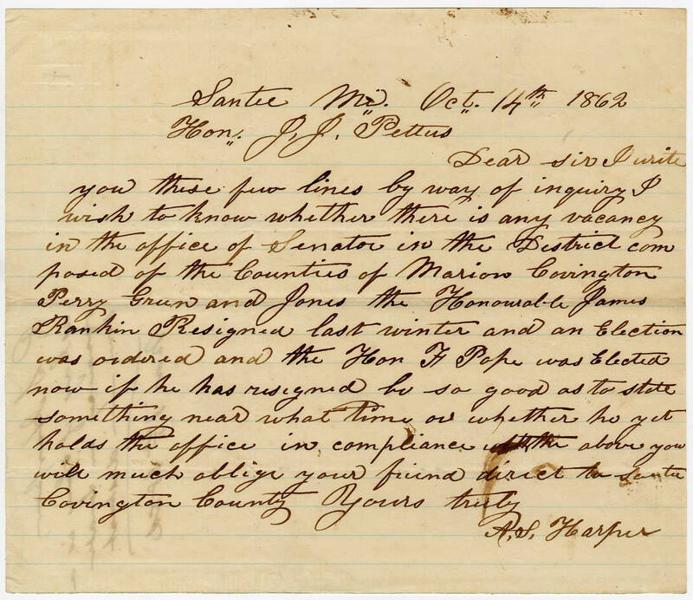 Santee Mi. Oct. 14th 1862
Hon. J. J. Pettus
Dear sir I write
you these few lines by way of inquiry I
wish to know whether there is any vacancy
in the office of Senator in the District com
posed of the Counties of Marion Covington
Perry Green and Jones the Honourable James
Rankin Resigned last winter and an Election
was ordered and the Hon F Pope was Elected
now if he has resigned be so good as to state
something near what time or whether he yet
holds the office in compliance with the above you
will much oblige your friend direct to Santee
Covington County Yours truly
A. S. Harper